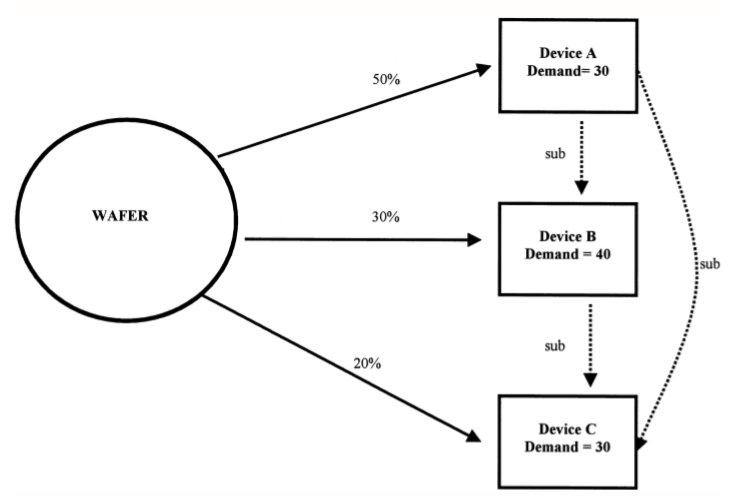 Device A
Demand= 30
50%
sub
WAFER
30%
Device B
Demand = 40
sub
sub
20%
Device C
Demand = 30